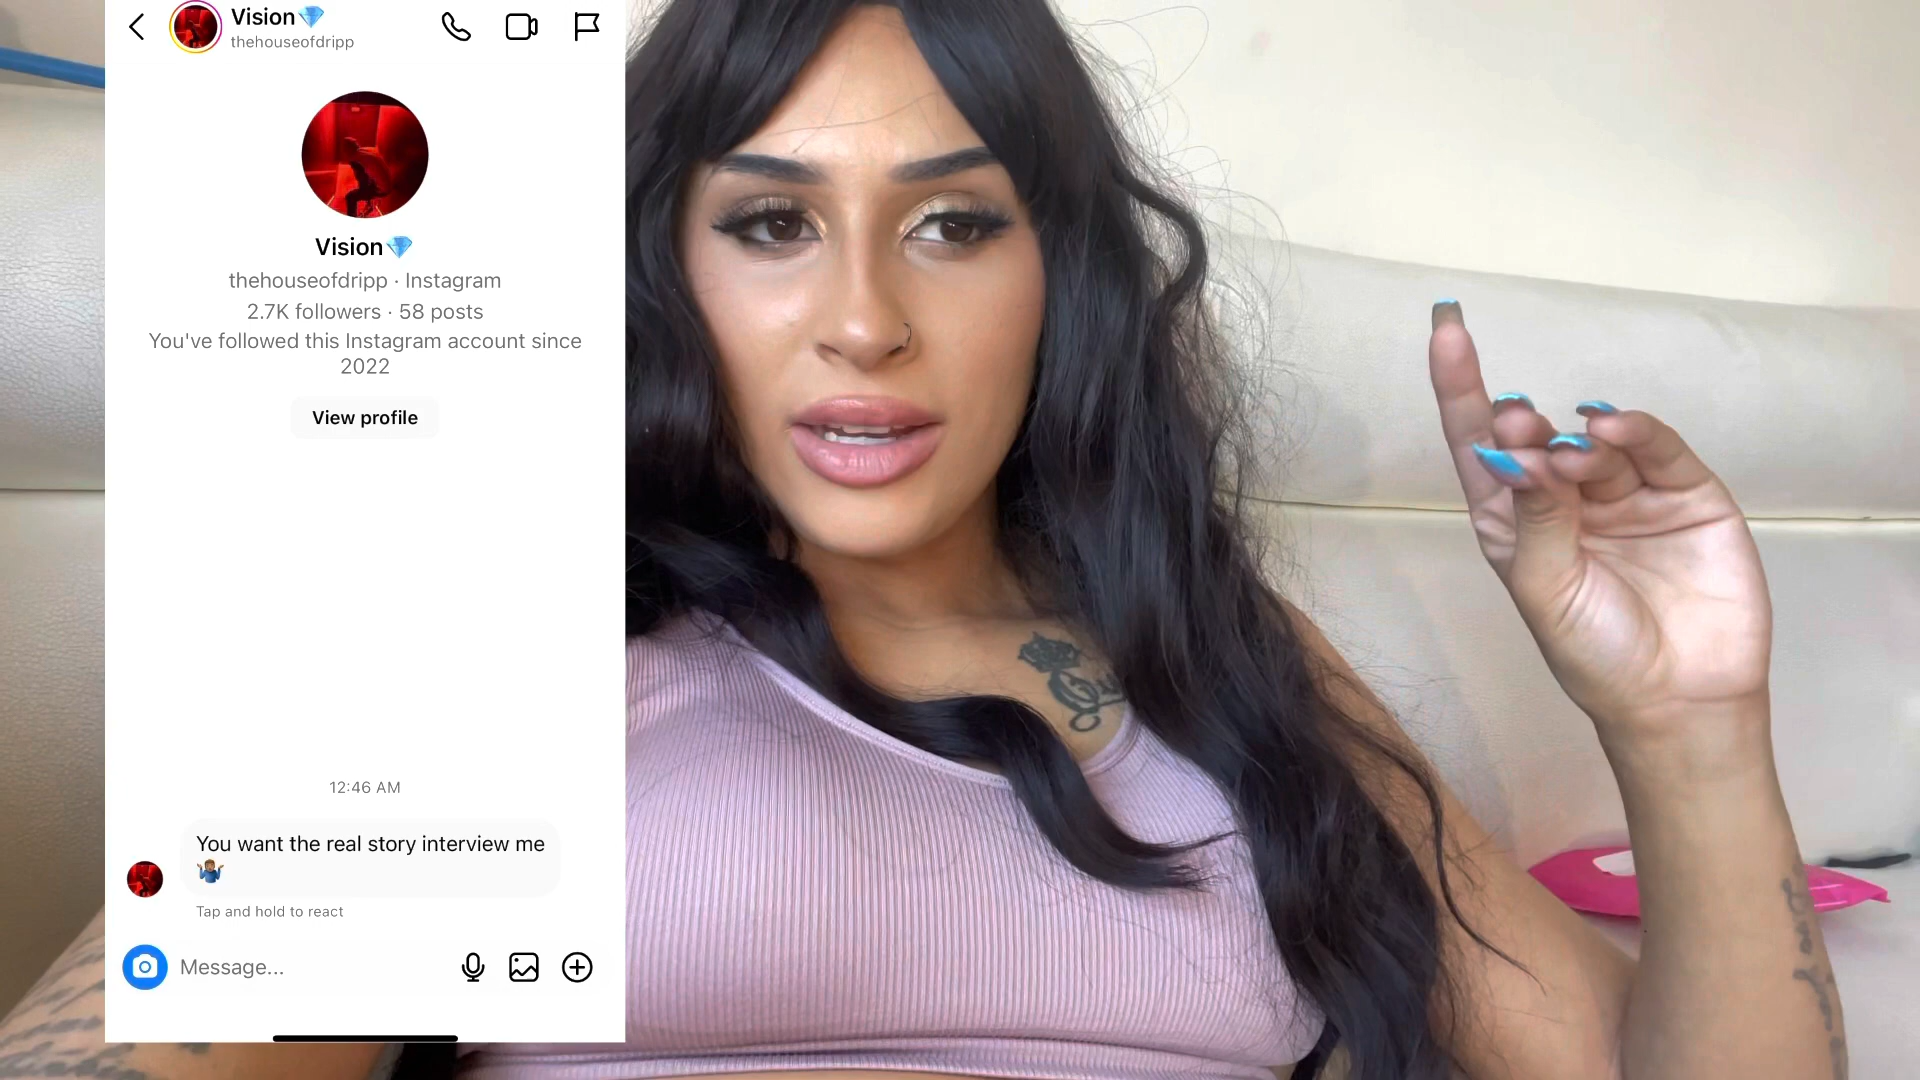 Vision💎
thehouseofdripp
Vision💎
thehouseofdripp · Instagram
2.7K followers · 58 posts
You've followed this Instagram account since
2022
View profile
12:46 AM
You want the real story interview me
🤷🏽‍♂️
Tap and hold to react
Message...